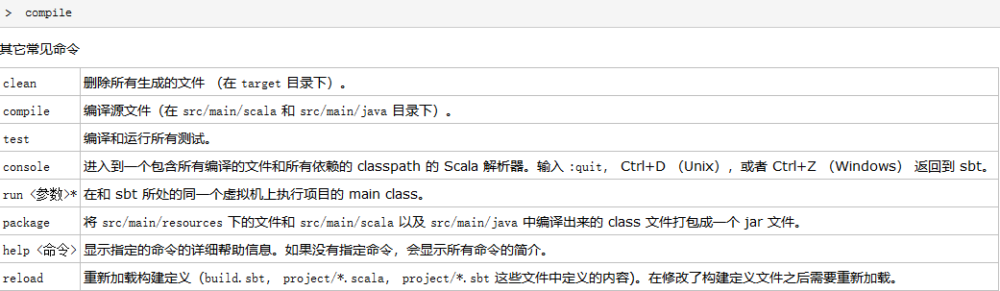 > compile
其它常见命令
clean 删除所有生成的文件 （在 target 目录下）。
compile 编译源文件（在 src/main/scala 和 src/main/java 目录下）。
test 编译和运行所有测试。
console 进入到一个包含所有编译的文件和所有依赖的 classpath 的 Scala 解析器。输入 :quit， Ctrl+D （Unix），或者 Ctrl+Z （Windows） 返回到 sbt。
run <参数>* 在和 sbt 所处的同一个虚拟机上执行项目的 main class。
package 将 src/main/resources 下的文件和 src/main/scala 以及 src/main/java 中编译出来的 class 文件打包成一个 jar 文件。
help <命令> 显示指定的命令的详细帮助信息。如果没有指定命令，会显示所有命令的简介。
reload 重新加载构建定义（build.sbt， project/*.scala， project/*.sbt 这些文件中定义的内容)。在修改了构建定义文件之后需要重新加载。